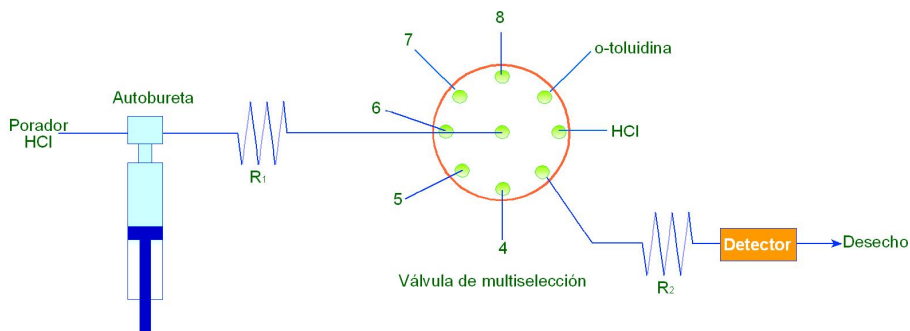 8
7
o-toluidina
Autobureta
6
Porador
HCl
HCl
R1
5
4
Detector
Desecho
Válvula de multiselección
R2